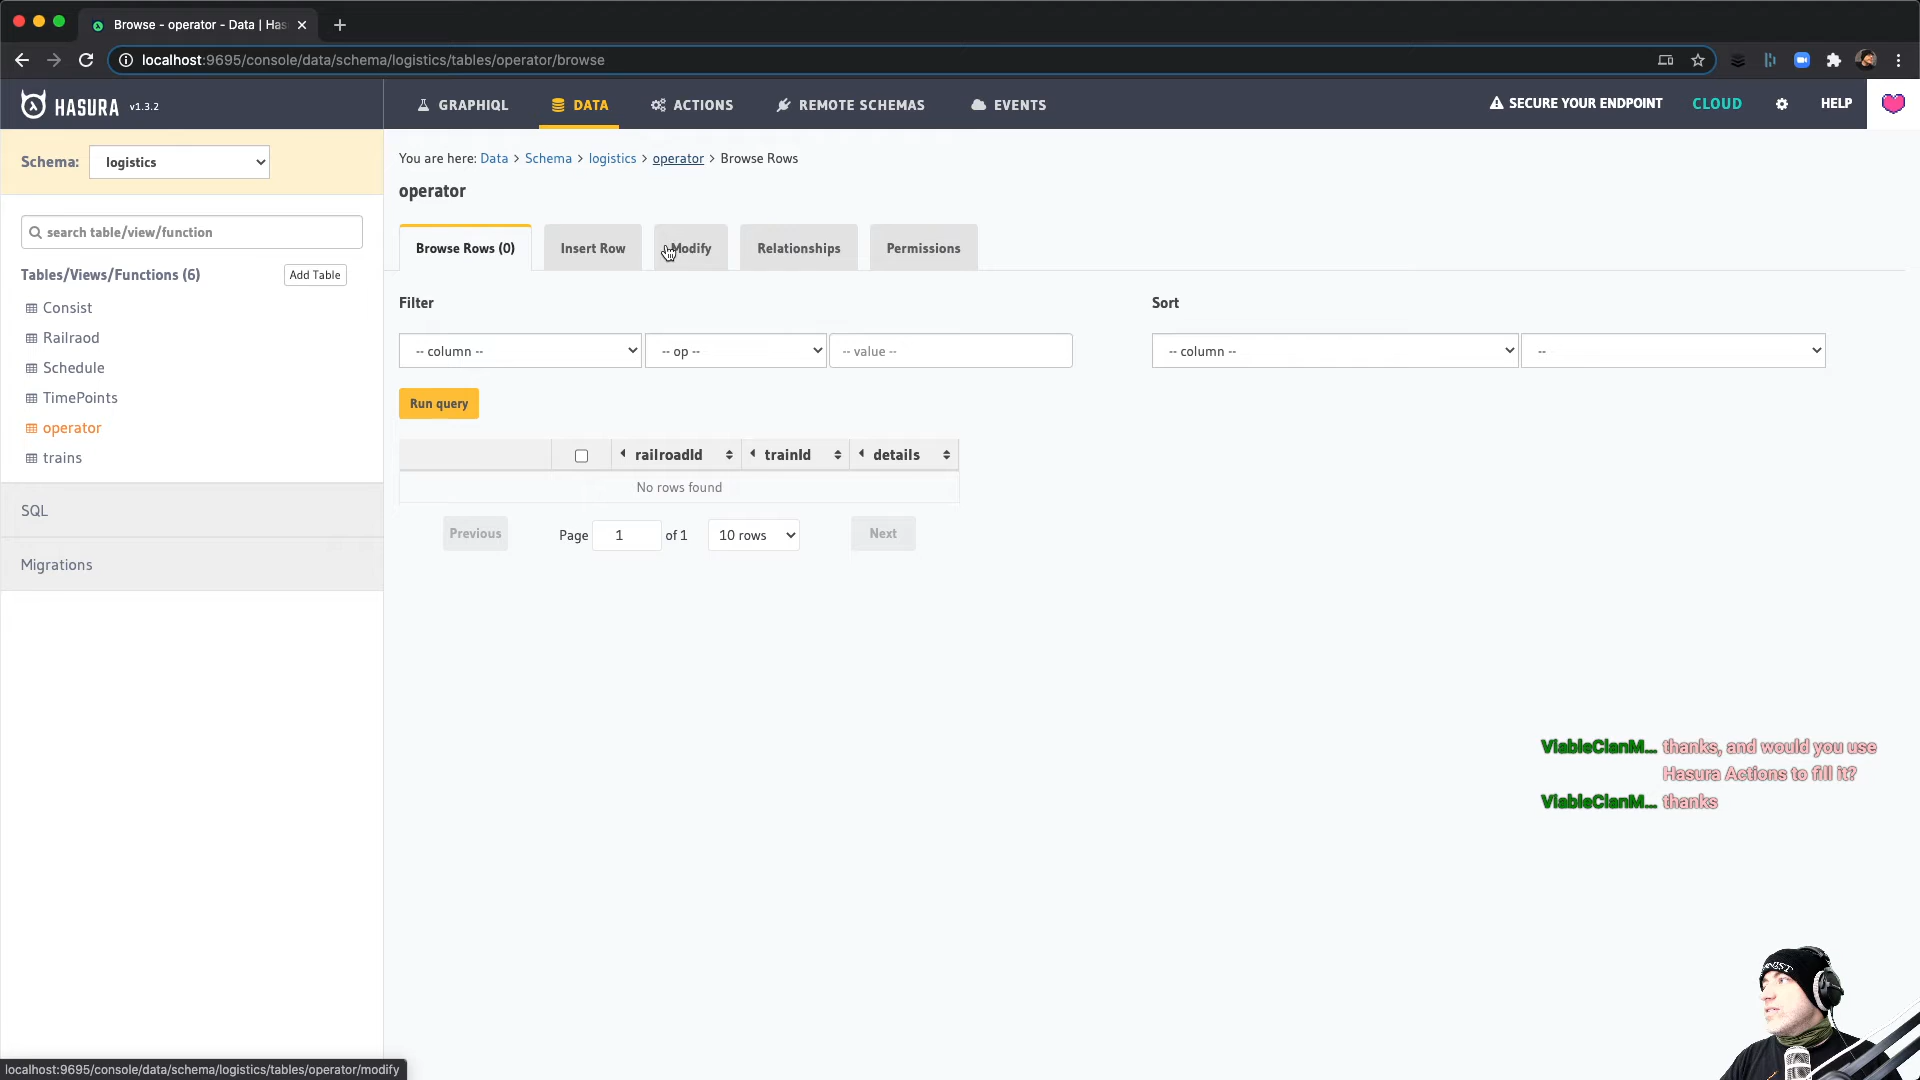 Browse - operator - Data | Has
localhost:9695/console/data/schema/logistics/tables/operator/browse
HASURA v1.3.2
GRAPHIQL
DATA
ACTIONS
REMOTE SCHEMAS
EVENTS
SECURE YOUR ENDPOINT
CLOUD
HELP
Schema: logistics
search table/view/function
Tables/Views/Functions (6)
Add Table
Consist
Railraod
Schedule
TimePoints
operator
trains
SQL
Migrations
You are here: Data > Schema > logistics > operator > Browse Rows
operator
Browse Rows (0)
Insert Row
Modify
Relationships
Permissions
Filter
Sort
-- column --
-- op --
-- value --
-- column --
--
Run query
railroadId
trainId
details
No rows found
Previous
Page 1 of 1
10 rows
Next
ViableClanM... thanks, and would you use
Hasura Actions to fill it?
ViableClanM... thanks
localhost:9695/console/data/schema/logistics/tables/operator/modify